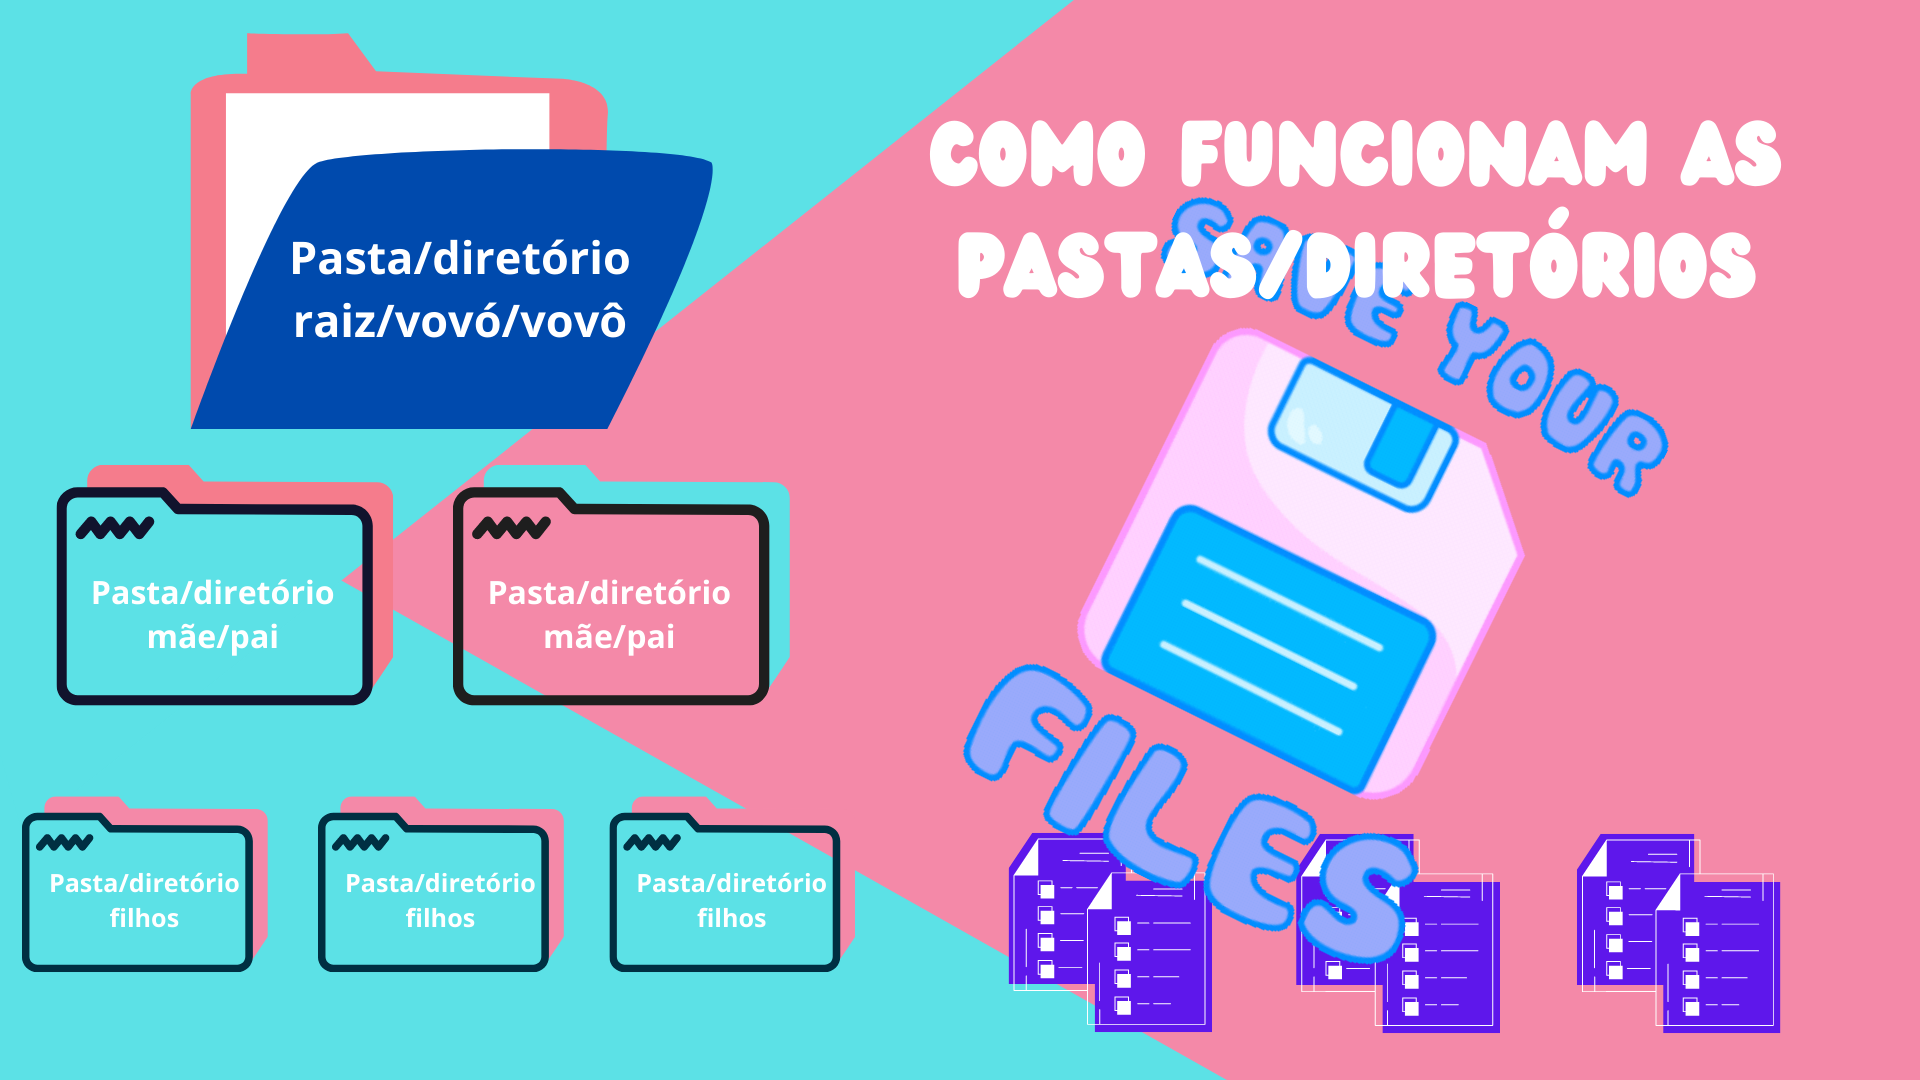 COMO FUNCIONAM AS
PASTAS/DIRETÓRIOS
Pasta/diretório
raiz/vovó/vovô
Pasta/diretório
mãe/pai
Pasta/diretório
mãe/pai
Pasta/diretório
filhos
Pasta/diretório
filhos
Pasta/diretório
filhos
SAVE YOUR
FILES